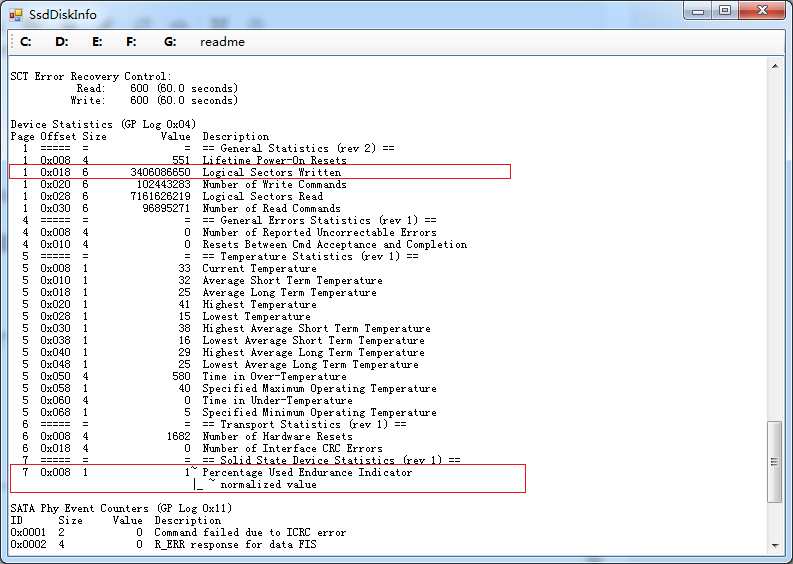 SsdDiskInfo
C: D: E: F: G: readme
SCT Error Recovery Control:
Read: 600 (60.0 seconds)
Write: 600 (60.0 seconds)
Device Statistics (GP Log 0x04)
Page Offset Size Value Description
1 ===== = = == General Statistics (rev 2) ==
1 0x008 4 551 Lifetime Power-On Resets
1 0x018 6 3406086650 Logical Sectors Written
1 0x020 6 102443283 Number of Write Commands
1 0x028 6 7161626219 Logical Sectors Read
1 0x030 6 96895271 Number of Read Commands
4 ===== = = == General Errors Statistics (rev 1) ==
4 0x008 4 0 Number of Reported Uncorrectable Errors
4 0x010 4 0 Resets Between Cmd Acceptance and Completion
5 ===== = = == Temperature Statistics (rev 1) ==
5 0x008 1 33 Current Temperature
5 0x010 1 32 Average Short Term Temperature
5 0x018 1 25 Average Long Term Temperature
5 0x020 1 41 Highest Temperature
5 0x028 1 15 Lowest Temperature
5 0x030 1 38 Highest Average Short Term Temperature
5 0x038 1 16 Lowest Average Short Term Temperature
5 0x040 1 29 Highest Average Long Term Temperature
5 0x048 1 25 Lowest Average Long Term Temperature
5 0x050 4 580 Time in Over-Temperature
5 0x058 1 40 Specified Maximum Operating Temperature
5 0x060 4 0 Time in Under-Temperature
5 0x068 1 5 Specified Minimum Operating Temperature
6 ===== = = == Transport Statistics (rev 1) ==
6 0x008 4 1682 Number of Hardware Resets
6 0x018 4 0 Number of Interface CRC Errors
7 ===== = = == Solid State Device Statistics (rev 1) ==
7 0x008 1 1~ Percentage Used Endurance Indicator
|_ ~ normalized value
SATA Phy Event Counters (GP Log 0x11)
ID Size Value Description
0x0001 2 0 Command failed due to ICRC error
0x0002 4 0 R_ERR response for data FIS